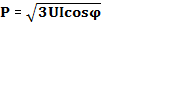 P = √3UIcosφ